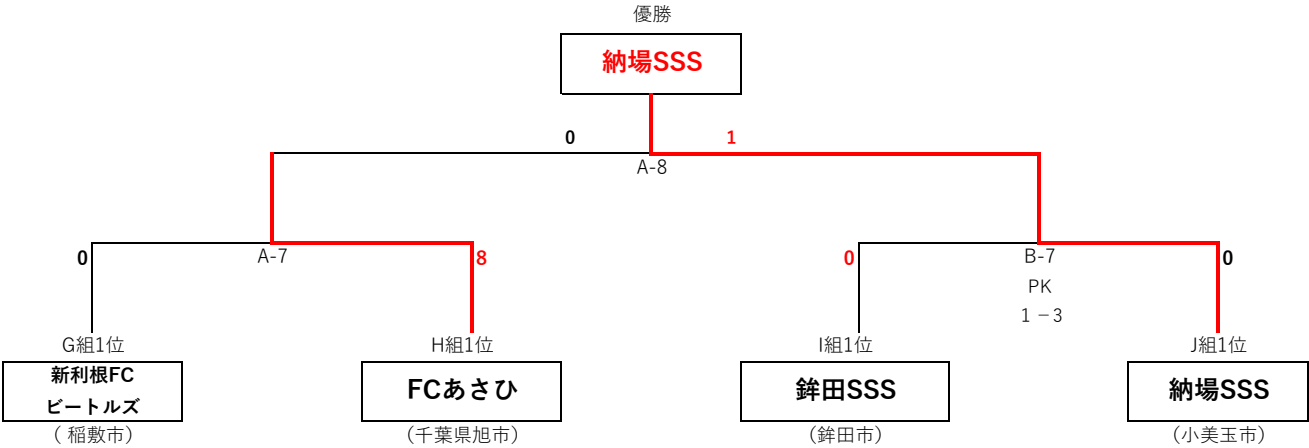 優勝
納場SSS
0
1
A-8
0
A-7
8
0
B-7
0
PK
1 －3
G組1位
H組1位
I組1位
J組1位
新利根FC
ビートルズ
FCあさひ
鉾田SSS
納場SSS
（ 稲敷市）
（千葉県旭市）
（鉾田市）
（小美玉市）